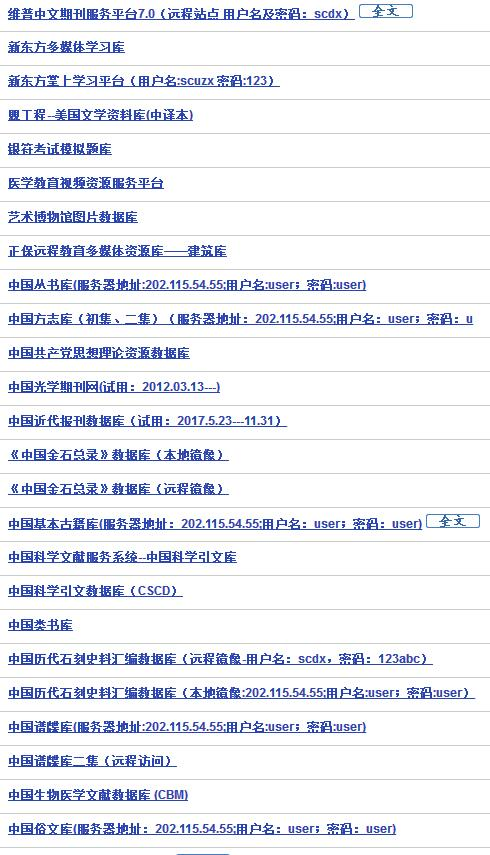 维普中文期刊服务平台7.0（远程站点 用户名及密码：scdx） 全文
新东方多媒体学习库
新东方掌上学习平台（用户名:scuzx 密码:123）
盟工程--美国文学资料库(中译本)
银符考试模拟题库
医学教育视频资源服务平台
艺术博物馆图片数据库
正保远程教育多媒体资源库——建筑库
中国丛书库(服务器地址:202.115.54.55;用户名:user；密码:user)
中国方志库（初集、二集）（服务器地址：202.115.54.55;用户名：user；密码：u
中国共产党思想理论资源数据库
中国光学期刊网(试用：2012.03.13---)
中国近代报刊数据库（试用：2017.5.23---11.31）
《中国金石总录》数据库（本地镜像）
《中国金石总录》数据库（远程镜像）
中国基本古籍库(服务器地址：202.115.54.55;用户名：user；密码：user) 全文
中国科学文献服务系统--中国科学引文库
中国科学引文数据库（CSCD）
中国类书库
中国历代石刻史料汇编数据库（远程镜像-用户名：scdx，密码：123abc）
中国历代石刻史料汇编数据库（本地镜像:202.115.54.55;用户名:user；密码:user）
中国谱牒库(服务器地址:202.115.54.55;用户名:user；密码:user)
中国谱牒库二集（远程访问）
中国生物医学文献数据库 (CBM)
中国俗文库(服务器地址：202.115.54.55;用户名：user；密码：user)